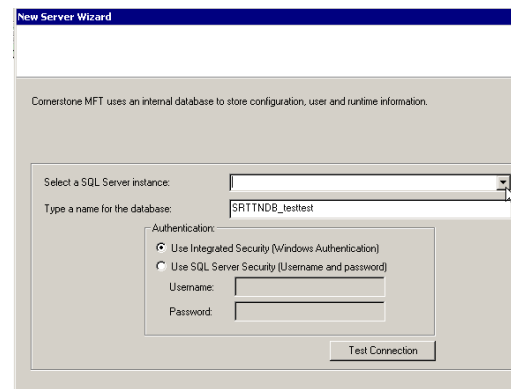 New Server Wizard
Cornerstone MFT uses an internal database to store configuration, user and runtime information.
Select a SQL Server instance:
Type a name for the database: SRTTNDB_testtest
Authentication:
Use Integrated Security (Windows Authentication)
Use SQL Server Security (Username and password)
Username:
Password:
Test Connection